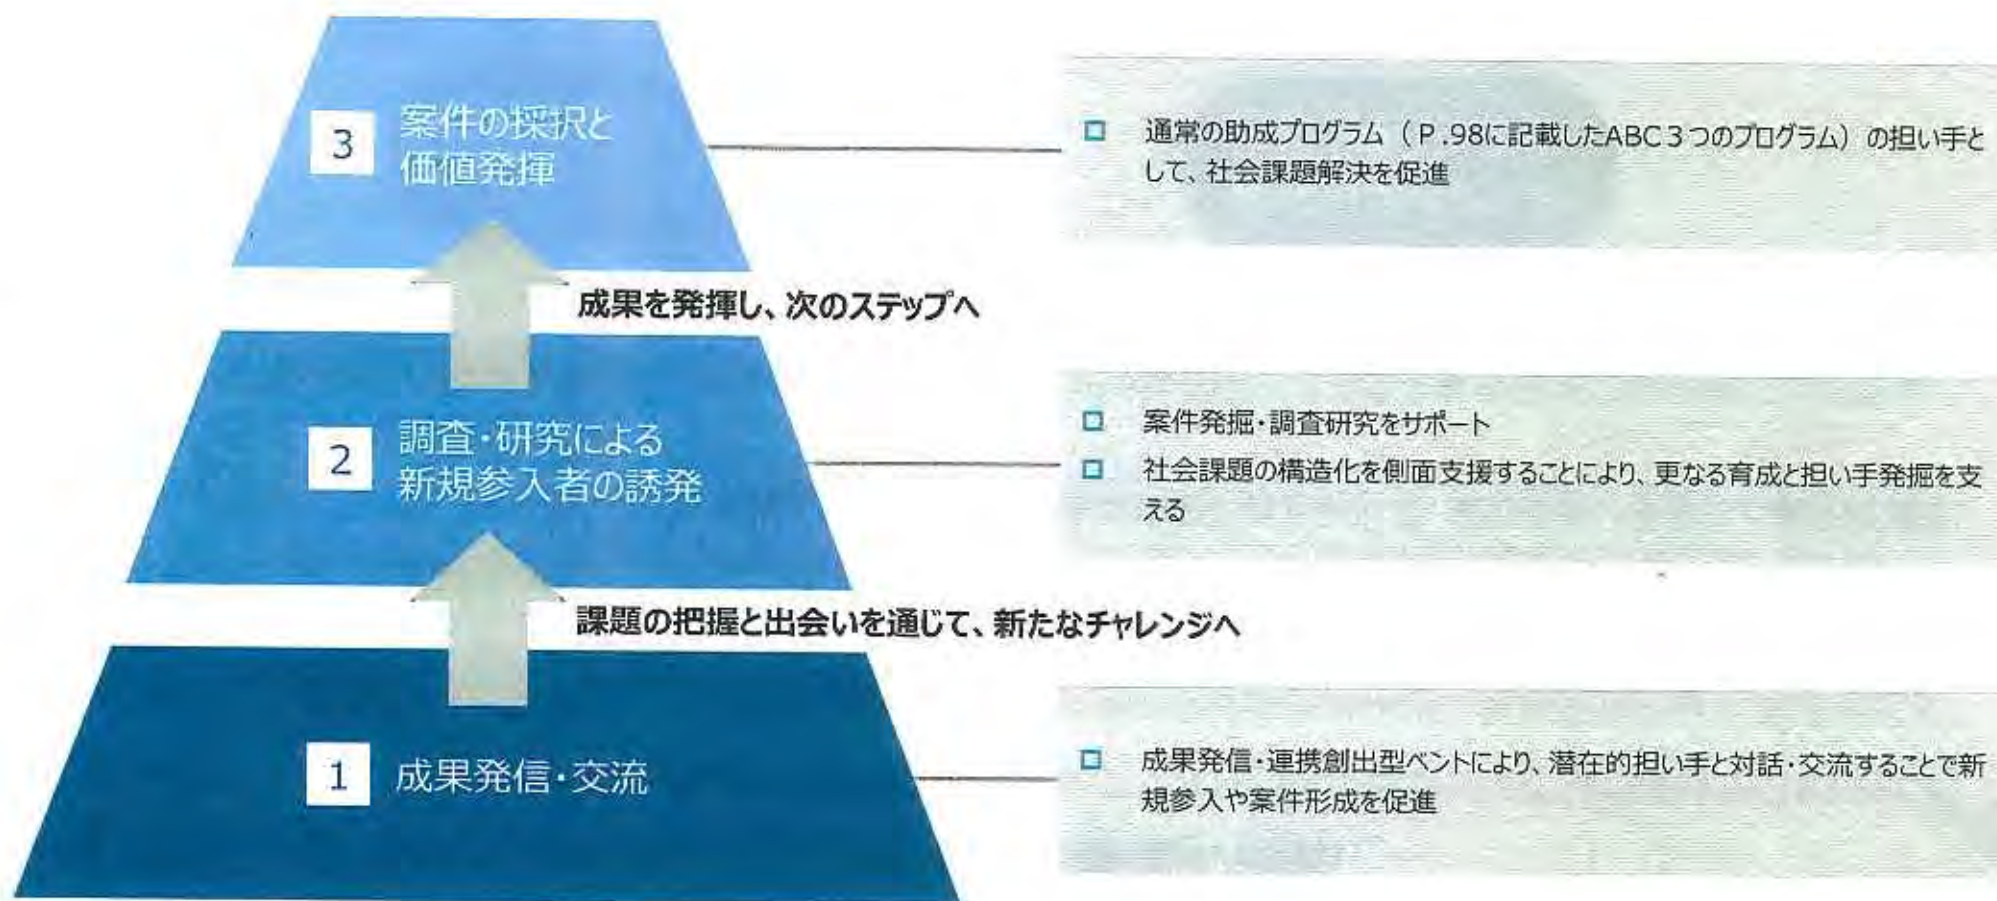 3
案件の採択と
価値発揮
□ 通常の助成プログラム（P.98に記載したABC3つのプログラム）の担い手と
して、社会課題解決を促進
成果を発揮し、次のステップへ
2
調査・研究による
新規参入者の誘発
□ 案件発掘・調査研究をサポート
□ 社会課題の構造化を側面支援することにより、更なる育成と担い手発掘を支
える
課題の把握と出会いを通じて、新たなチャレンジへ
1
成果発信・交流
□ 成果発信・連携創出型ベントにより、潜在的担い手と対話・交流することで新
規参入や案件形成を促進